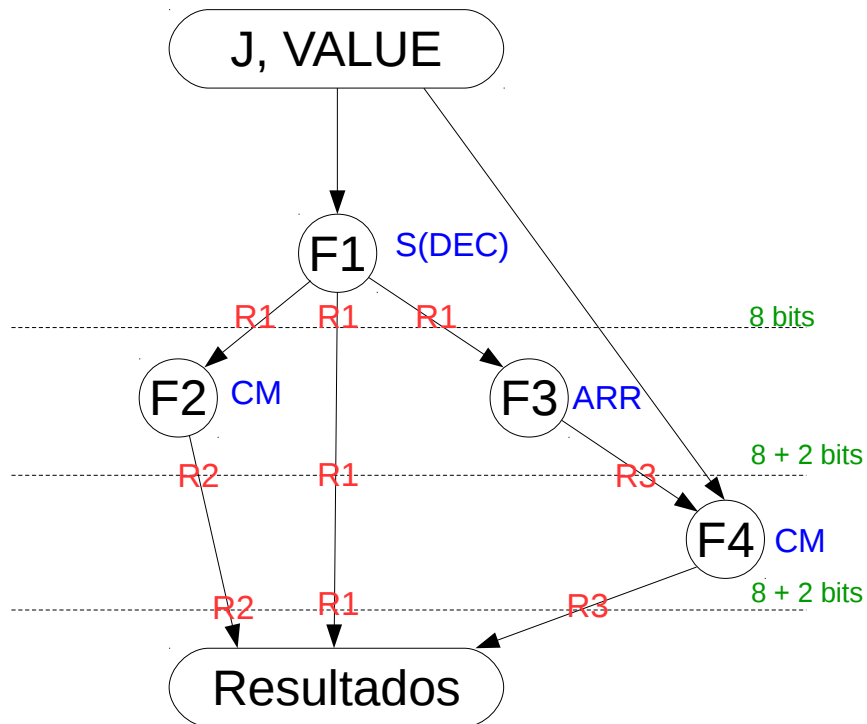 J, VALUE
F1
S(DEC)
R1
R1
R1
8 bits
F2
CM
F3
ARR
8 + 2 bits
R2
R1
R3
F4
CM
8 + 2 bits
R2
R1
R3
Resultados